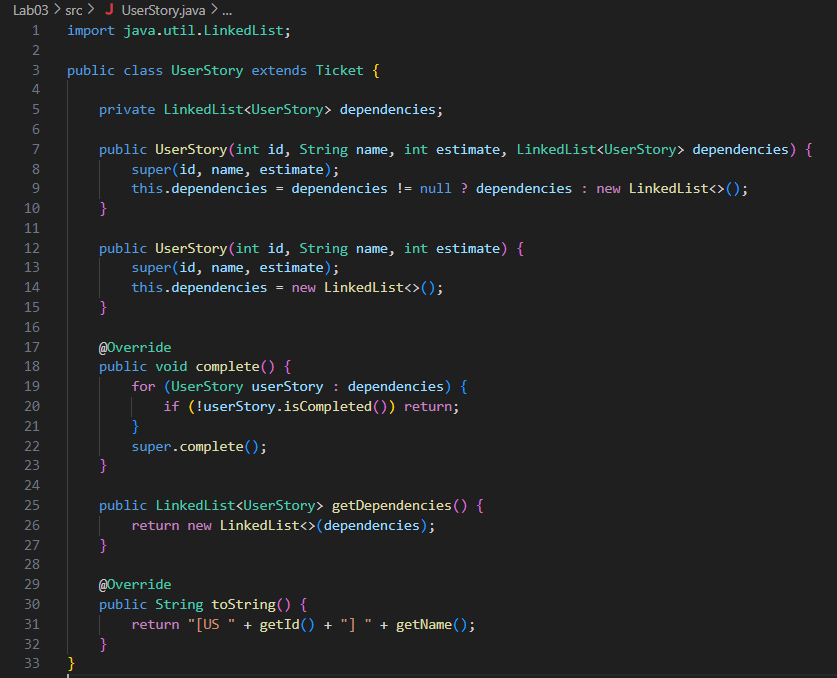 Lab03 > src > J UserStory.java > ...
1 import java.util.LinkedList;
2
3 public class UserStory extends Ticket {
4
5     private LinkedList<UserStory> dependencies;
6
7     public UserStory(int id, String name, int estimate, LinkedList<UserStory> dependencies) {
8         super(id, name, estimate);
9         this.dependencies = dependencies != null ? dependencies : new LinkedList<>();
10     }
11
12     public UserStory(int id, String name, int estimate) {
13         super(id, name, estimate);
14         this.dependencies = new LinkedList<>();
15     }
16
17     @Override
18     public void complete() {
19         for (UserStory userStory : dependencies) {
20             if (!userStory.isCompleted()) return;
21         }
22         super.complete();
23     }
24
25     public LinkedList<UserStory> getDependencies() {
26         return new LinkedList<>(dependencies);
27     }
28
29     @Override
30     public String toString() {
31         return "[US " + getId() + "] " + getName();
32     }
33 }